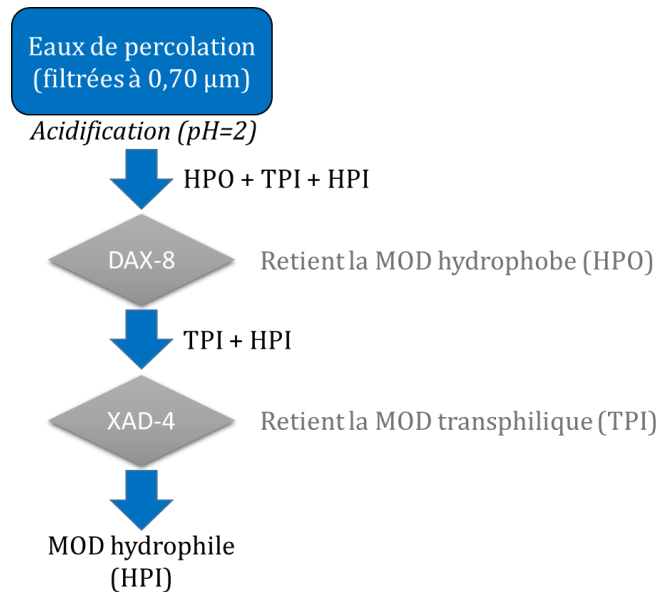 Eaux de percolation
(filtrées à 0,70 µm)
Acidification (pH=2)
HPO + TPI + HPI
DAX-8
Retient la MOD hydrophobe (HPO)
TPI + HPI
XAD-4
Retient la MOD transphilique (TPI)
MOD hydrophile
(HPI)